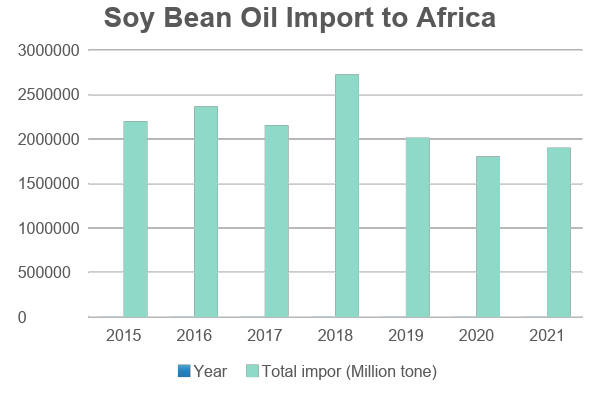 Soy Bean Oil Import to Africa
3000000
2500000
2000000
1500000
1000000
500000
0
2015 2016 2017 2018 2019 2020 2021
Year Total impor (Million tone)